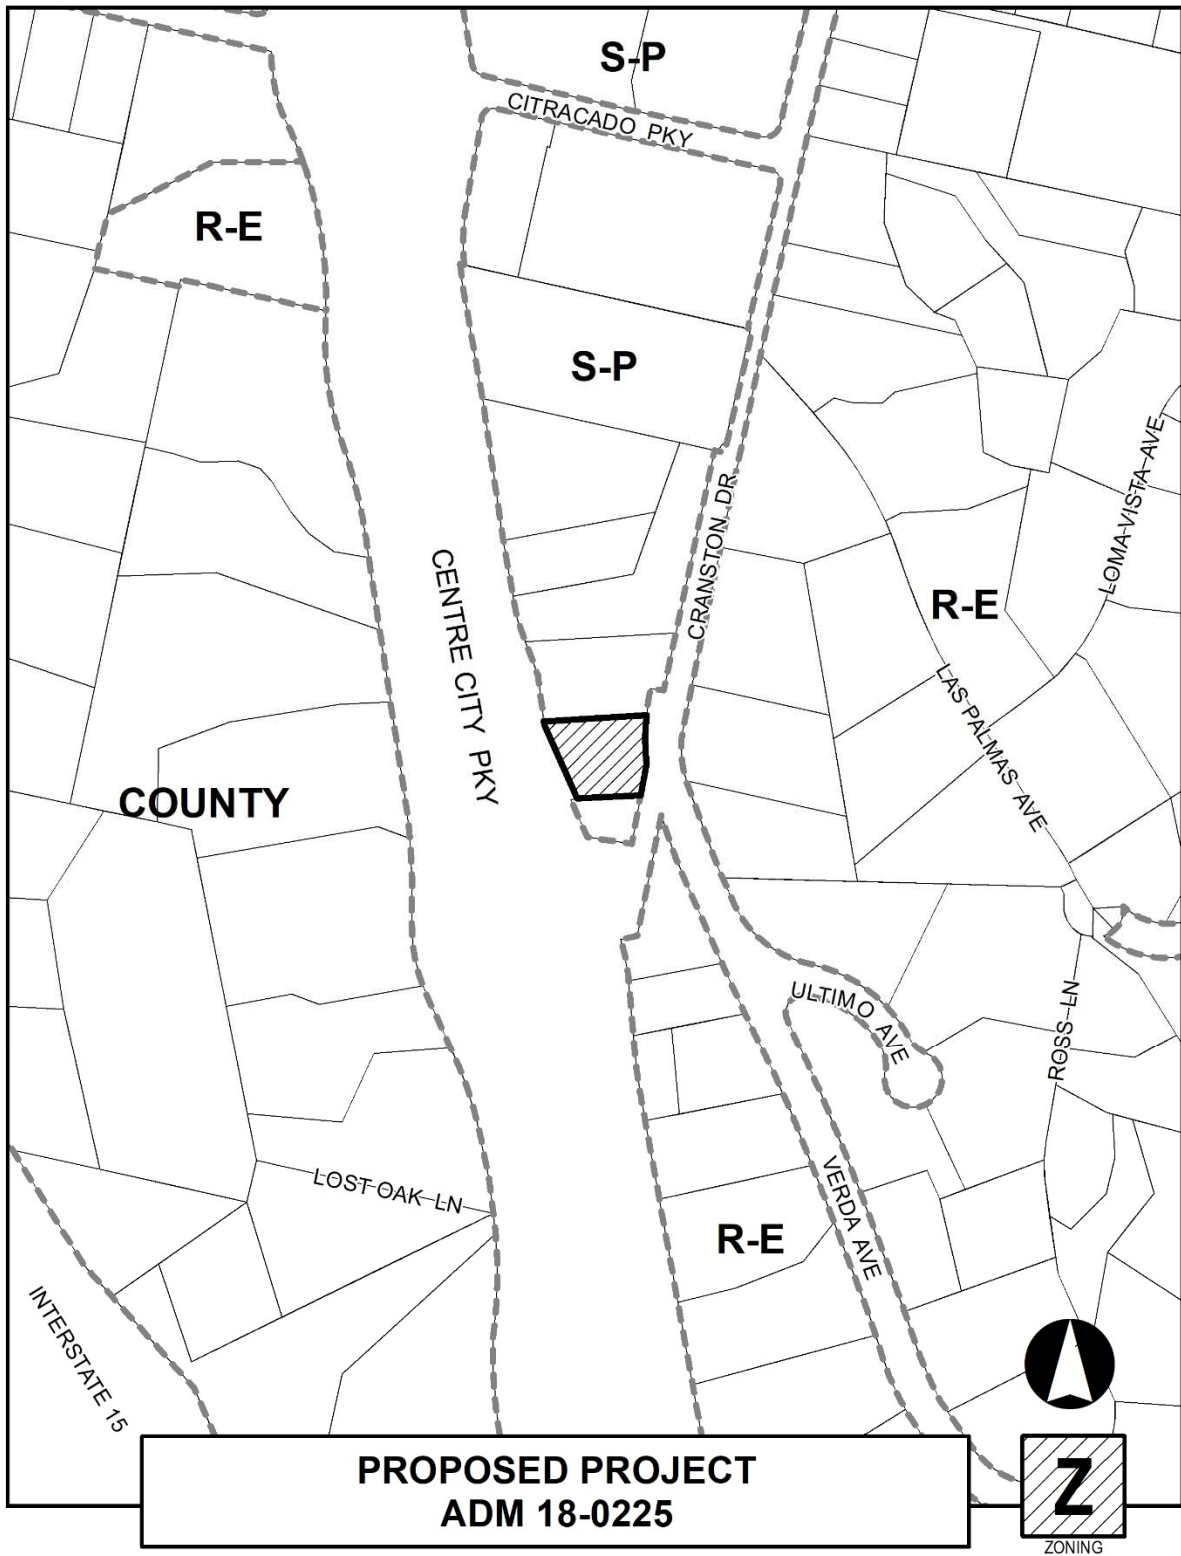 S-P
CITRACADO PKY
R-E
S-P
CENTRE CITY PKY
CRANSTON DR
LOMA VISTA AVE
R-E
LAS PALMAS AVE
COUNTY
ULTIMO AVE
ROSS LN
LOST OAK LN
VERDA AVE
R-E
INTERSTATE 15
PROPOSED PROJECT
ADM 18-0225
Z
ZONING